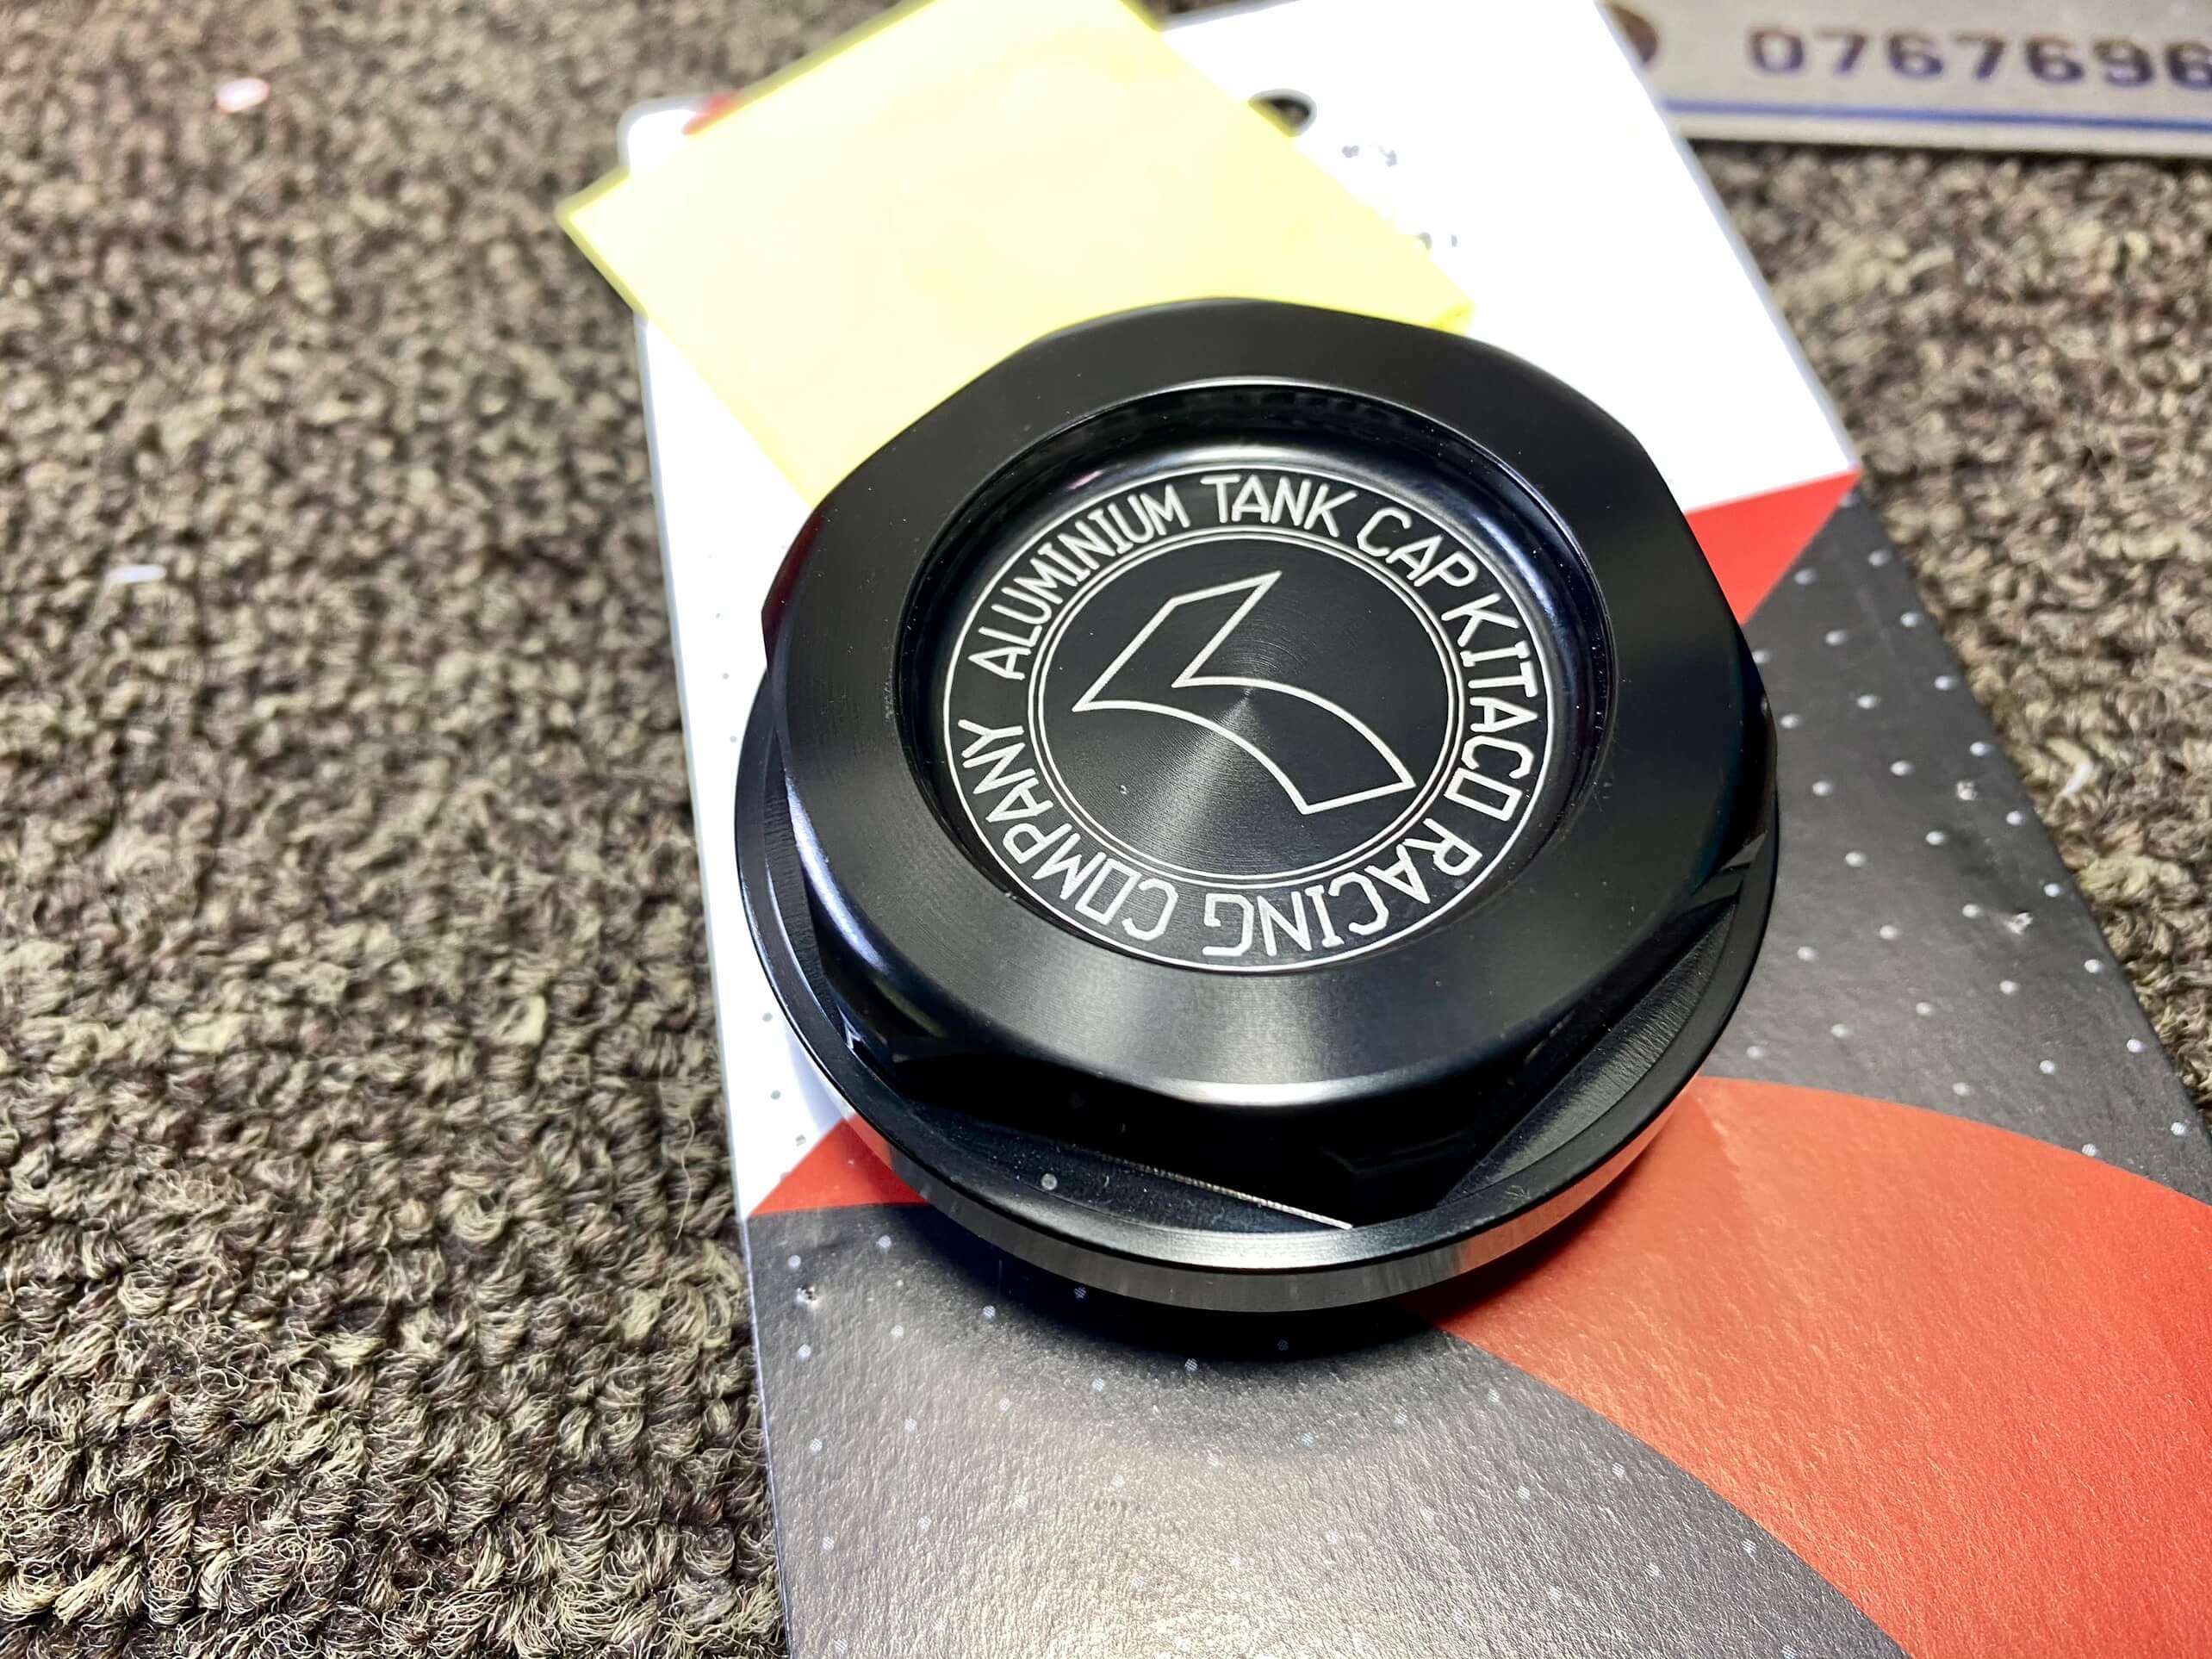 0767696
ALUMINIUM TANK CAP KITACO RACING COMPANY